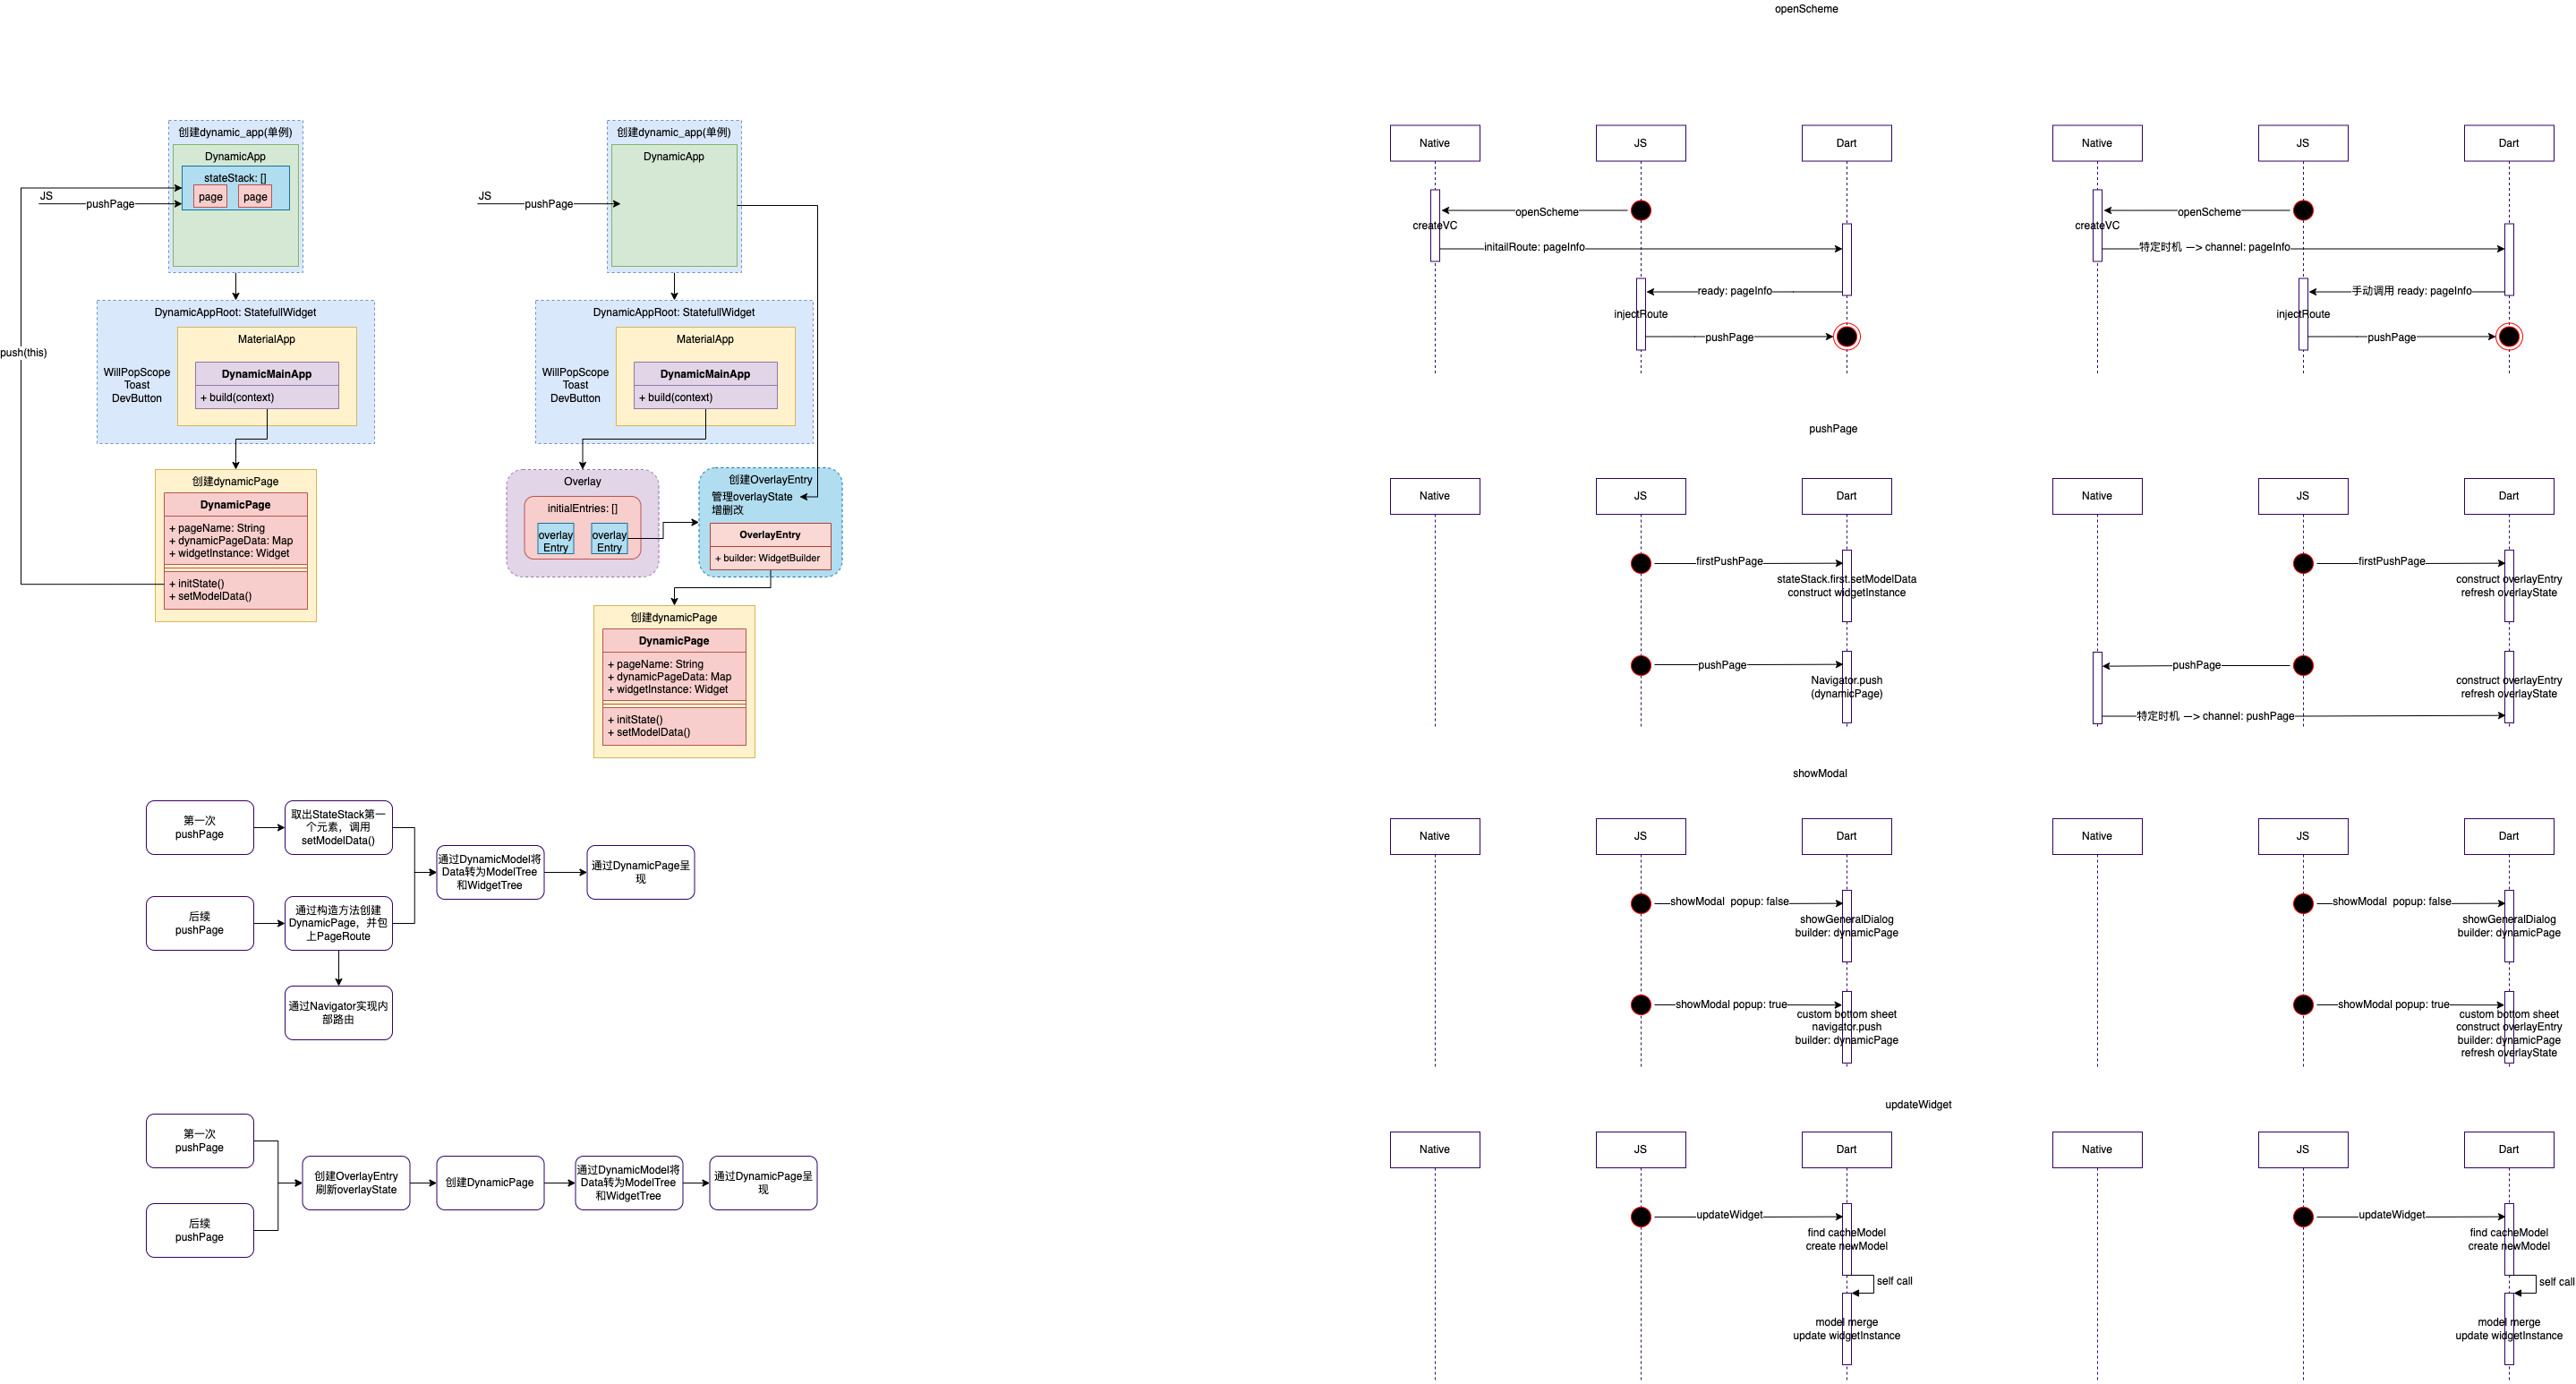 创建dynamic_app(单例)
DynamicApp
stateStack: []
page
page
JS
pushPage
push(this)
DynamicAppRoot: StatefullWidget
MaterialApp
WillPopScope
Toast
DevButton
DynamicMainApp
+ build(context)
创建dynamicPage
DynamicPage
+ pageName: String
+ dynamicPageData: Map
+ widgetInstance: Widget
+ initState()
+ setModelData()
创建dynamic_app(单例)
DynamicApp
JS
pushPage
DynamicAppRoot: StatefullWidget
MaterialApp
WillPopScope
Toast
DevButton
DynamicMainApp
+ build(context)
Overlay
initialEntries: []
overlay
Entry
overlay
Entry
创建OverlayEntry
管理overlayState
增删改
OverlayEntry
+ builder: WidgetBuilder
创建dynamicPage
DynamicPage
+ pageName: String
+ dynamicPageData: Map
+ widgetInstance: Widget
+ initState()
+ setModelData()
第一次
pushPage
取出StateStack第一
个元素，调用
setModelData()
后续
pushPage
通过构造方法创建
DynamicPage，并包
上PageRoute
通过DynamicModel将
Data转为ModelTree
和WidgetTree
通过DynamicPage呈
现
通过Navigator实现内
部路由
第一次
pushPage
后续
pushPage
创建OverlayEntry
刷新overlayState
创建DynamicPage
通过DynamicModel将
Data转为ModelTree
和WidgetTree
通过DynamicPage呈
现
openScheme
Native
JS
Dart
openScheme
createVC
initailRoute: pageInfo
ready: pageInfo
injectRoute
pushPage
Native
JS
Dart
openScheme
createVC
特定时机 —> channel: pageInfo
手动调用 ready: pageInfo
injectRoute
pushPage
pushPage
Native
JS
Dart
firstPushPage
stateStack.first.setModelData
construct widgetInstance
pushPage
Navigator.push
(dynamicPage)
Native
JS
Dart
firstPushPage
construct overlayEntry
refresh overlayState
pushPage
construct overlayEntry
refresh overlayState
特定时机 —> channel: pushPage
showModal
Native
JS
Dart
showModal  popup: false
showGeneralDialog
builder: dynamicPage
showModal popup: true
custom bottom sheet
navigator.push
builder: dynamicPage
Native
JS
Dart
showModal  popup: false
showGeneralDialog
builder: dynamicPage
showModal popup: true
custom bottom sheet
construct overlayEntry
builder: dynamicPage
refresh overlayState
updateWidget
Native
JS
Dart
updateWidget
find cacheModel
create newModel
self call
model merge
update widgetInstance
Native
JS
Dart
updateWidget
find cacheModel
create newModel
self call
model merge
update widgetInstance